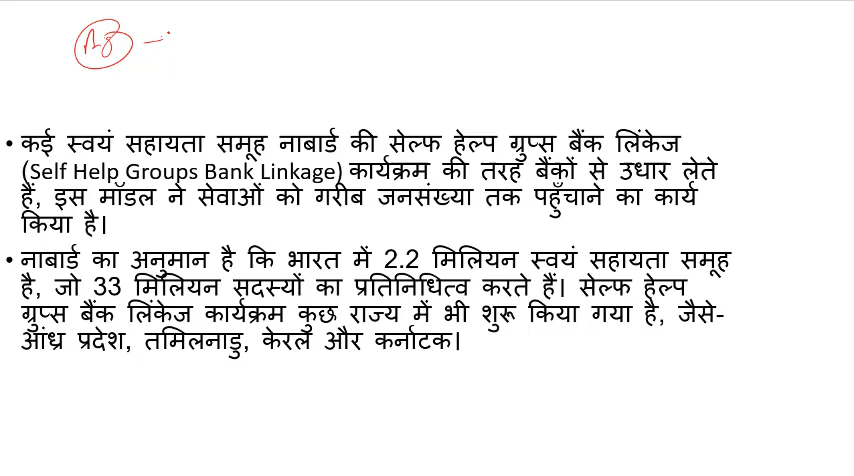 • कई स्वयं सहायता समूह नाबार्ड की सेल्फ हेल्प ग्रुप्स बैंक लिंकेज
(Self Help Groups Bank Linkage) कार्यक्रम की तरह बैंकों से उधार लेते
हैं, इस मॉडल ने सेवाओं को गरीब जनसंख्या तक पहुँचाने का कार्य
किया है।
• नाबार्ड का अनुमान है कि भारत में 2.2 मिलियन स्वयं सहायता समूह
है, जो 33 मिलियन सदस्यों का प्रतिनिधित्व करते हैं। सेल्फ हेल्प
ग्रुप्स बैंक लिंकेज कार्यक्रम कुछ राज्य में भी शुरू किया गया है, जैसे-
आंध्र प्रदेश, तमिलनाडु, केरल और कर्नाटक।